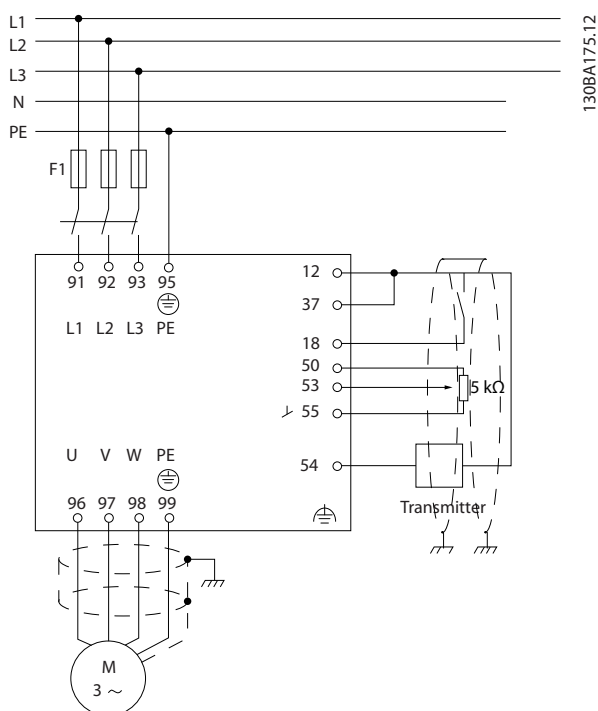 L1
L2
L3
N
PE
130BA175.12
F1
91 92 93 95
L1 L2 L3 PE
12
37
18
50
53
5 kΩ
55
54
Transmitter
U V W PE
96 97 98 99
M
3 ~